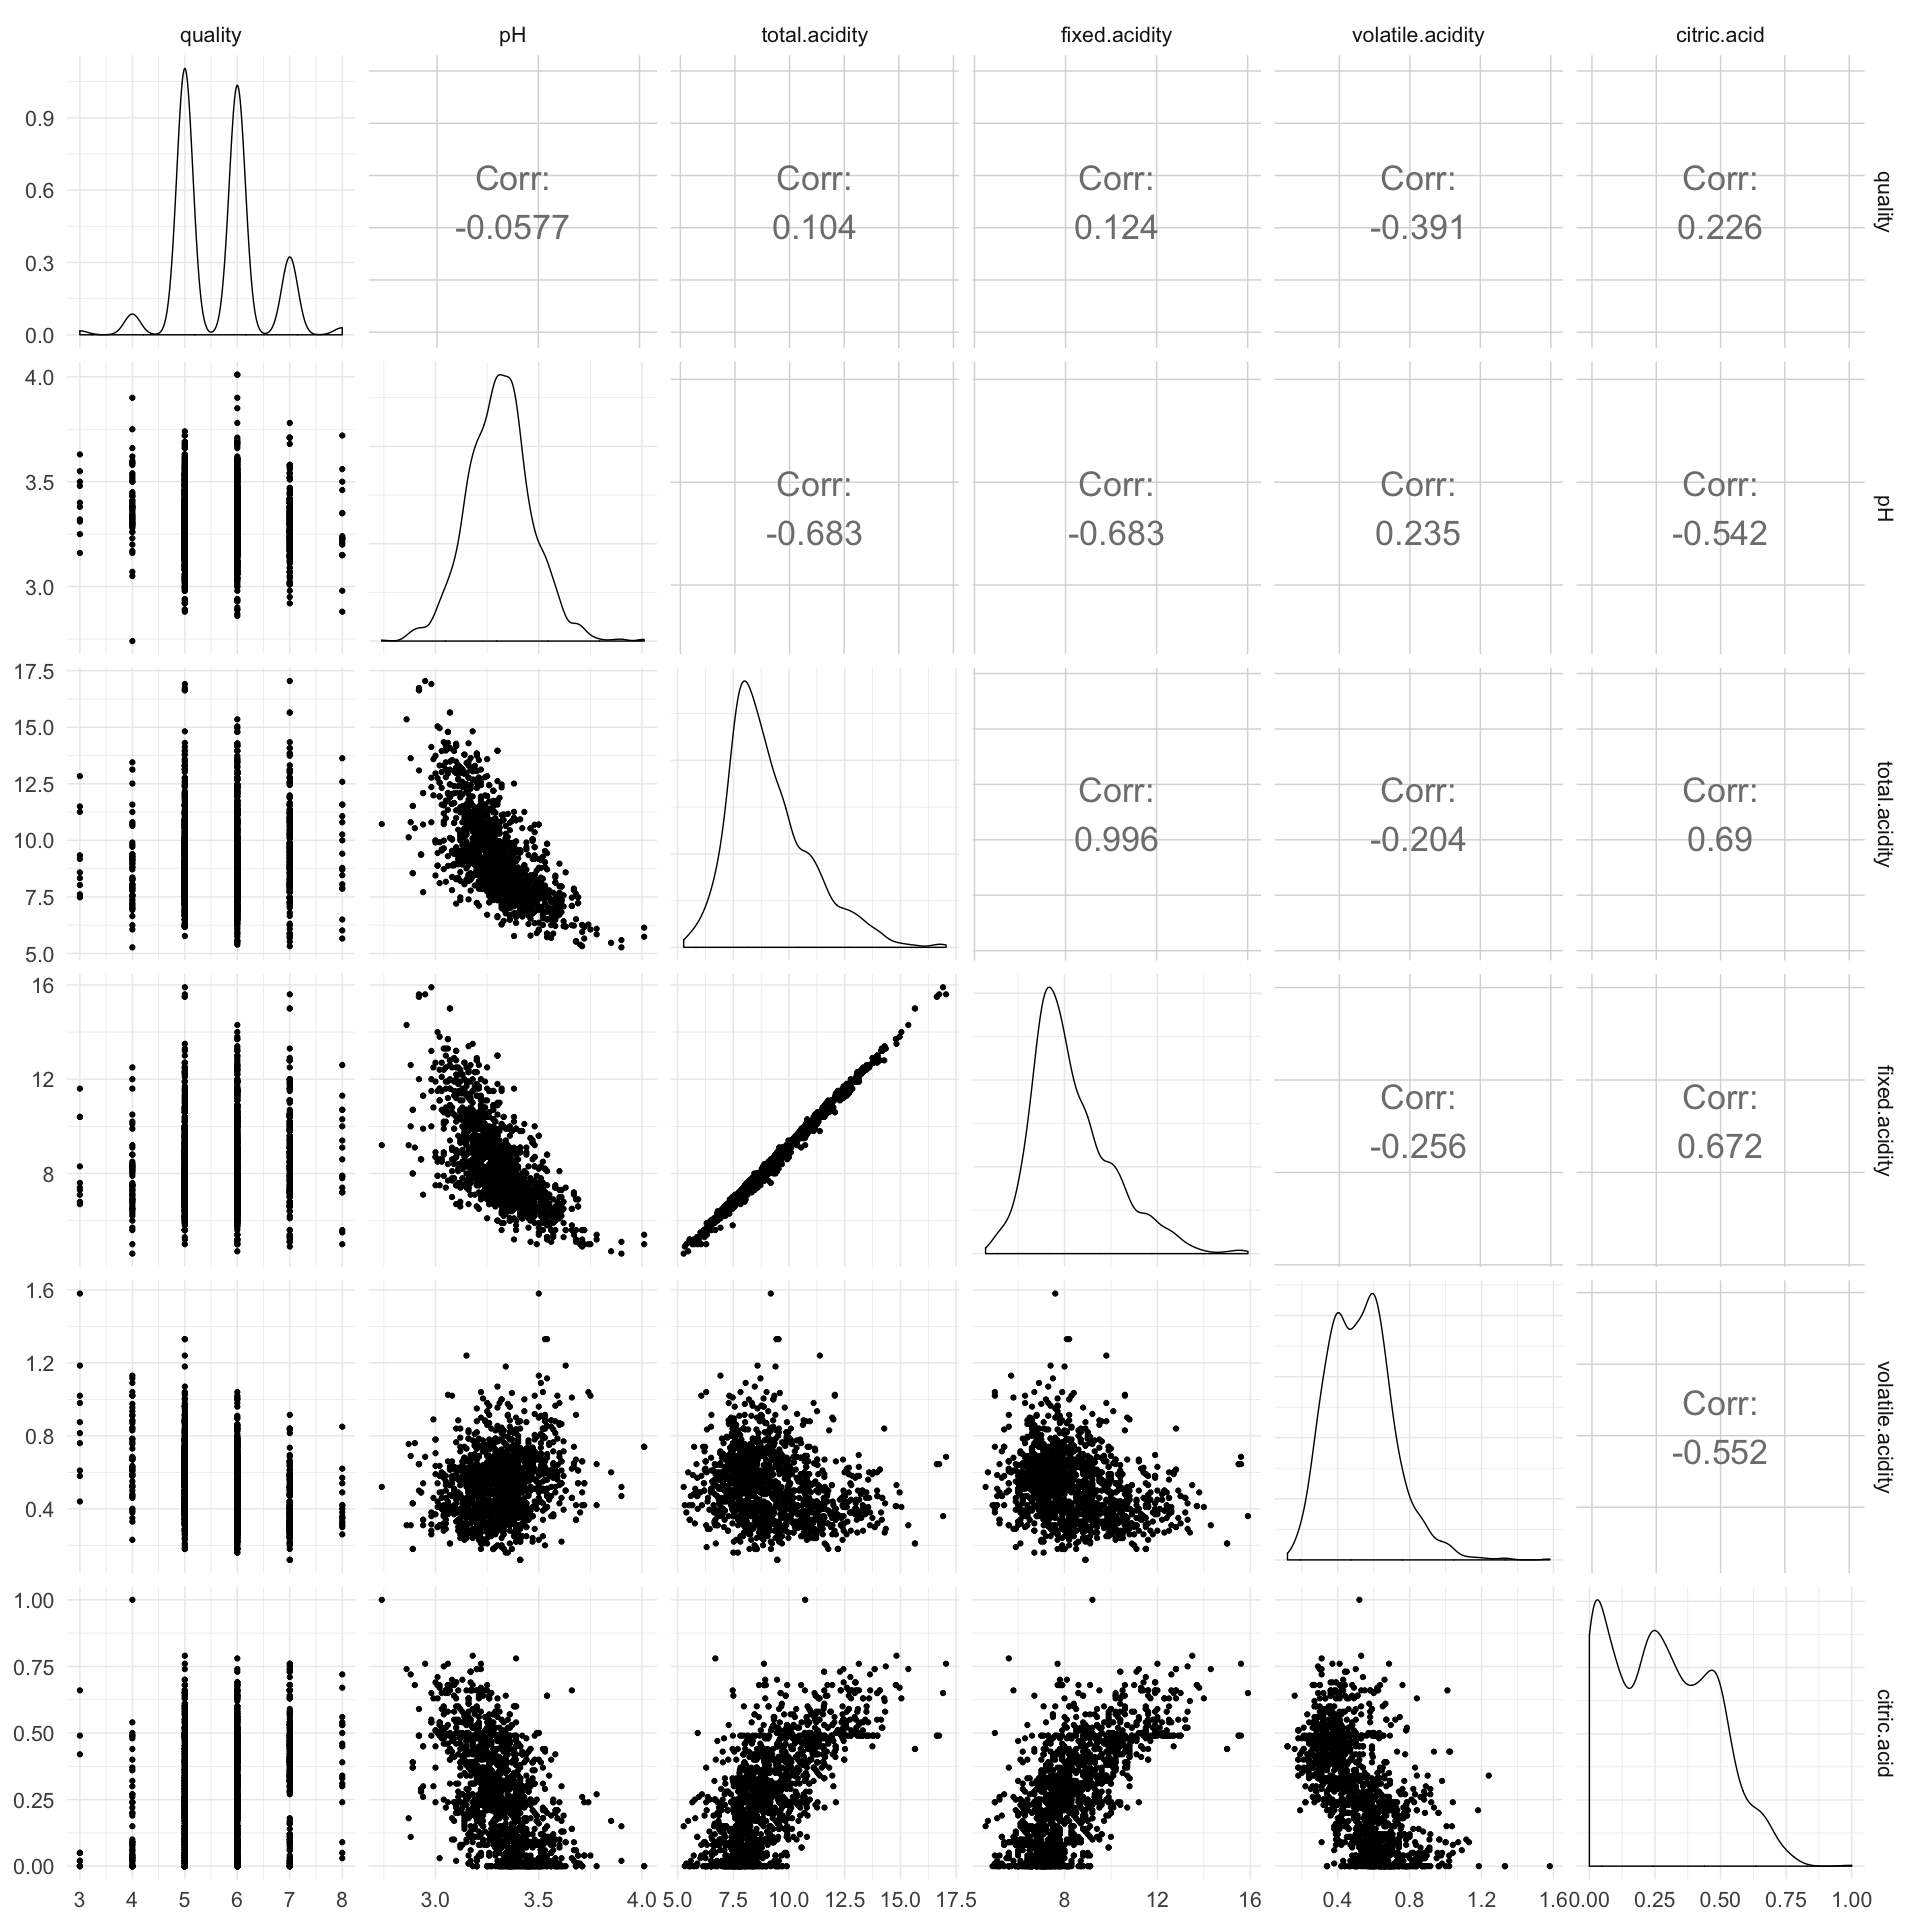 quality pH total.acidity fixed.acidity volatile.acidity citric.acid
0.9
0.6
0.3
0.0
Corr:
-0.0577
Corr:
0.104
Corr:
0.124
Corr:
-0.391
Corr:
0.226
quality
4.0
3.5
3.0
Corr:
-0.683
Corr:
-0.683
Corr:
0.235
Corr:
-0.542
pH
17.5
15.0
12.5
10.0
7.5
5.0
Corr:
0.996
Corr:
-0.204
Corr:
0.69
total.acidity
16
12
8
Corr:
-0.256
Corr:
0.672
fixed.acidity
1.6
1.2
0.8
0.4
Corr:
-0.552
volatile.acidity
1.00
0.75
0.50
0.25
0.00
citric.acid
3 4 5 6 7 8 3.0 3.5 4.0 5.0 7.5 10.0 12.5 15.0 17.5 8 12 16 0.4 0.8 1.2 1.6 0.00 0.25 0.50 0.75 1.00